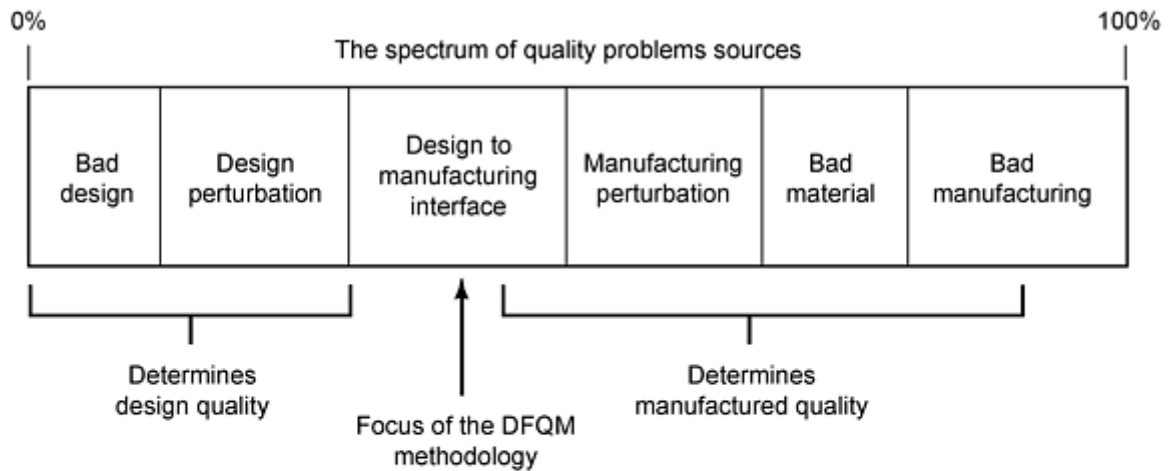 0%
100%
The spectrum of quality problems sources
Bad
design
Design
perturbation
Design to
manufacturing
interface
Manufacturing
perturbation
Bad
material
Bad
manufacturing
Determines
design quality
Focus of the DFQM
methodology
Determines
manufactured quality